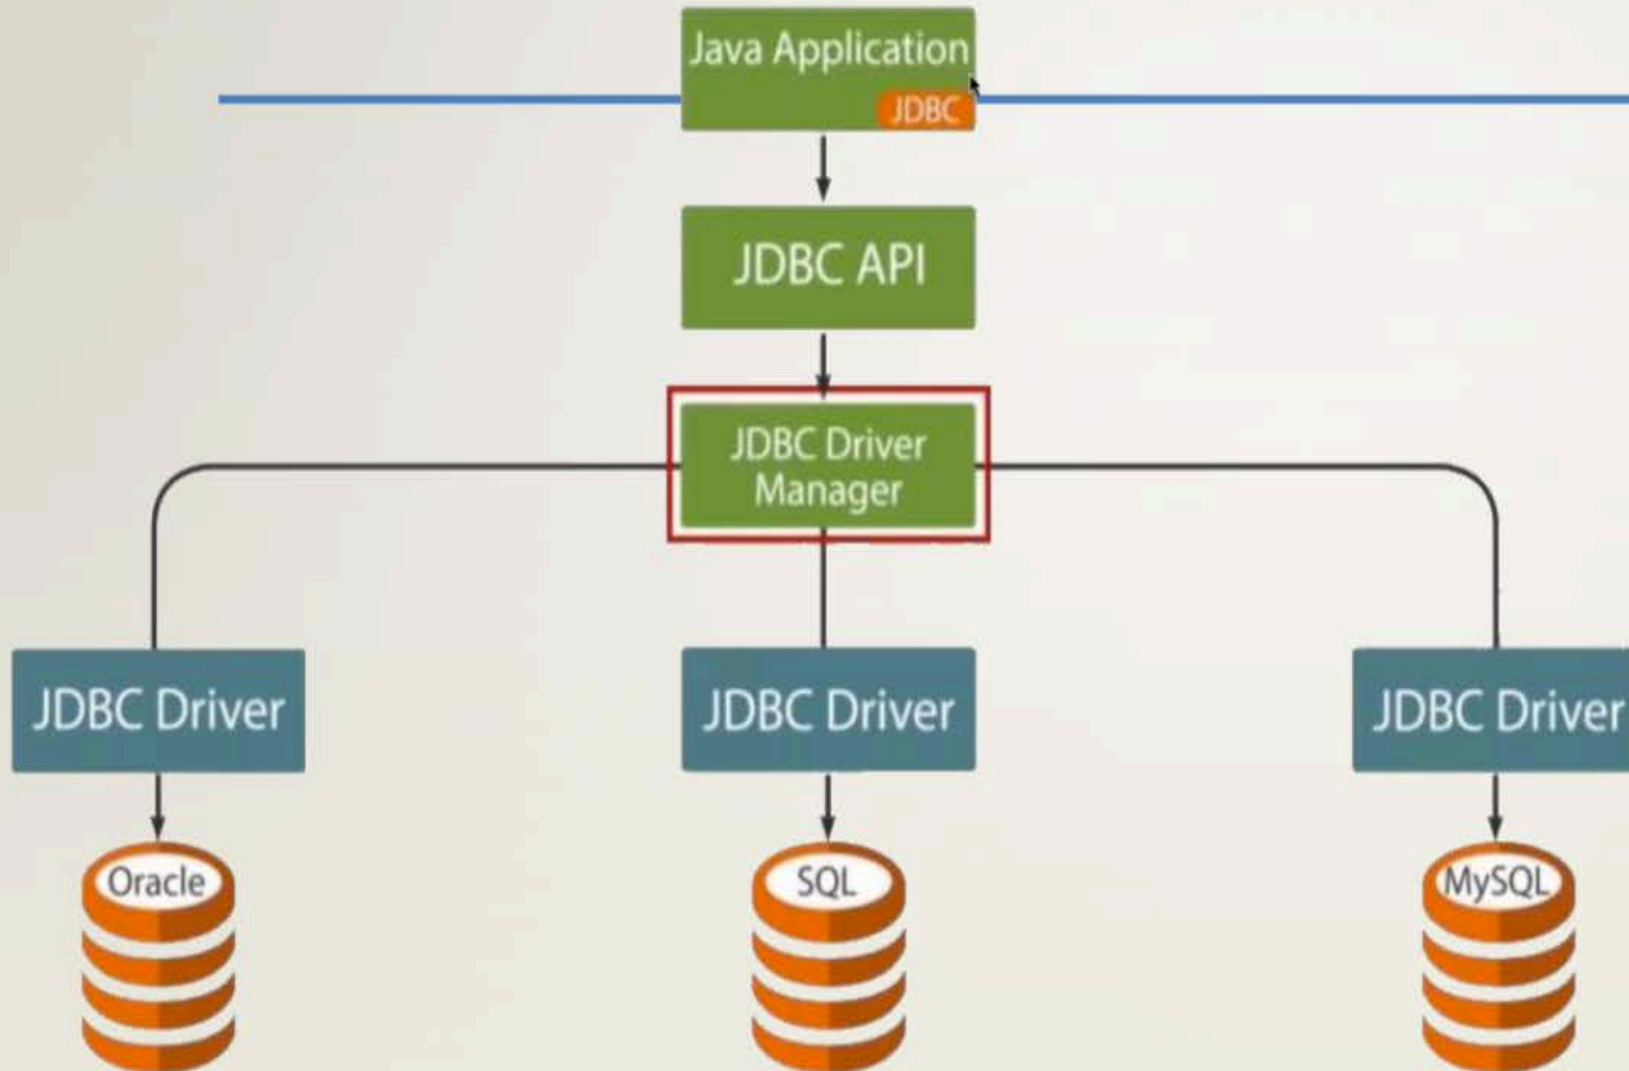 Java Application
JDBC
JDBC API
JDBC Driver
Manager
JDBC Driver
JDBC Driver
JDBC Driver
Oracle
SQL
MySQL